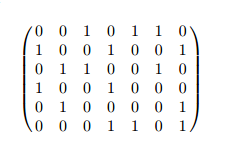 0 0 1 0 1 1 0
1 0 0 1 0 0 1
0 1 1 0 0 1 0
1 0 0 1 0 0 0
0 1 0 0 0 0 1
0 0 0 1 1 0 1